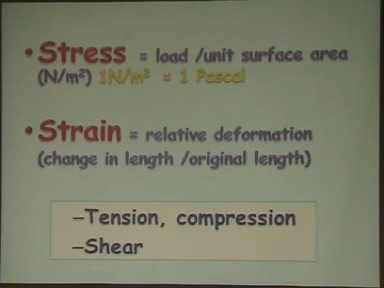 • Stress = load /unit surface area
(N/m²) 1N/m² = 1 Pascal
• Strain = relative deformation
(change in length /original length)
–Tension, compression
–Shear